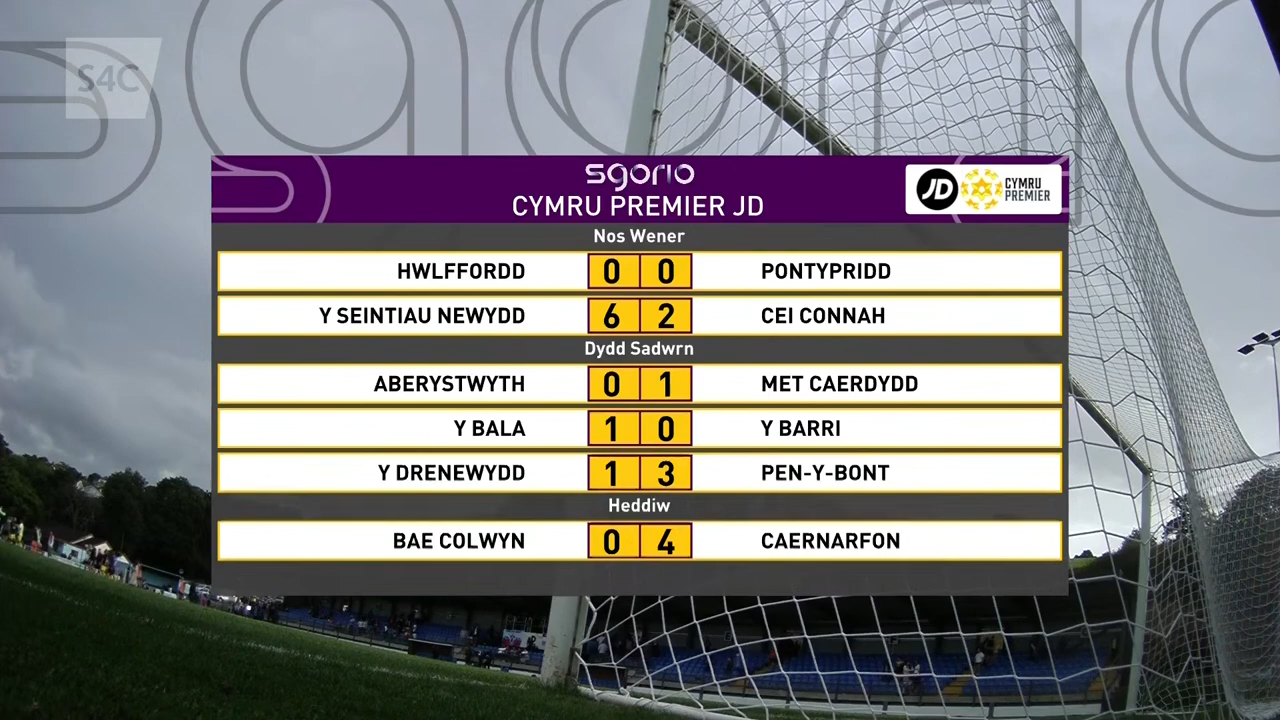 S4C
sgorio
CYMRU PREMIER JD
JD CYMRU PREMIER
Nos Wener
HWLFFORDD 0 0 PONTYPRIDD
Y SEINTIAU NEWYDD 6 2 CEI CONNAH
Dydd Sadwrn
ABERYSTWYTH 0 1 MET CAERDYDD
Y BALA 1 0 Y BARRI
Y DRENEWYDD 1 3 PEN-Y-BONT
Heddiw
BAE COLWYN 0 4 CAERNARFON